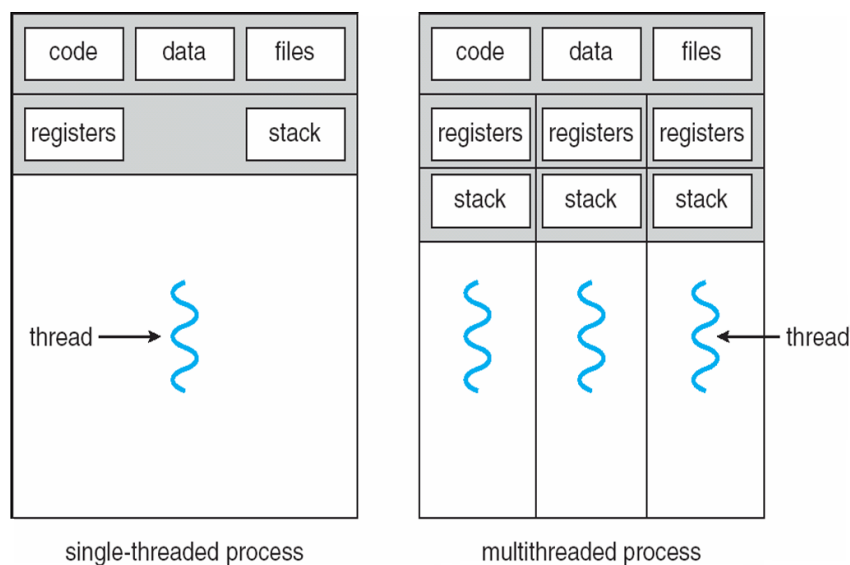 code data files code data files
registers stack registers registers registers
stack stack stack
thread thread
single-threaded process multithreaded process